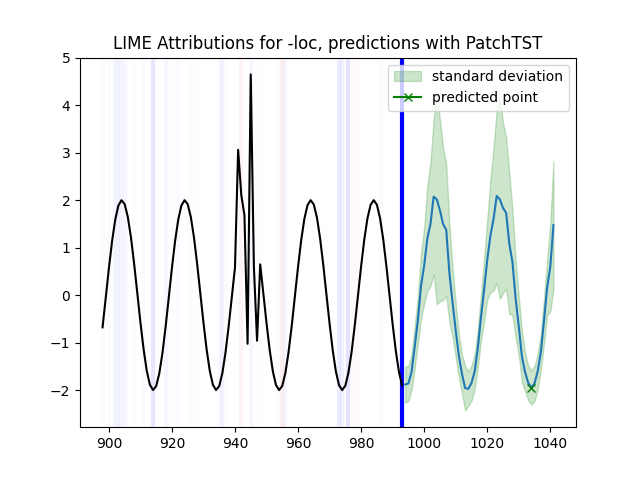 LIME Attributions for -loc, predictions with PatchTST
standard deviation
predicted point
5
4
3
2
1
0
−1
−2
900 920 940 960 980 1000 1020 1040